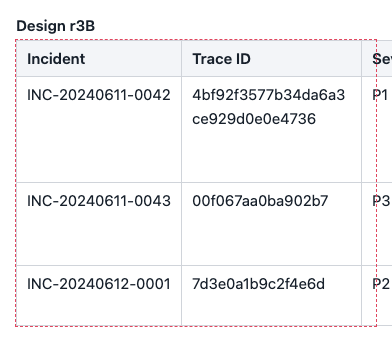 Design r3B
Incident Trace ID Sev
INC-20240611-0042 4bf92f3577b34da6a3 P1
ce929d0e0e4736
INC-20240611-0043 00f067aa0ba902b7 P3
INC-20240612-0001 7d3e0a1b9c2f4e6d P2